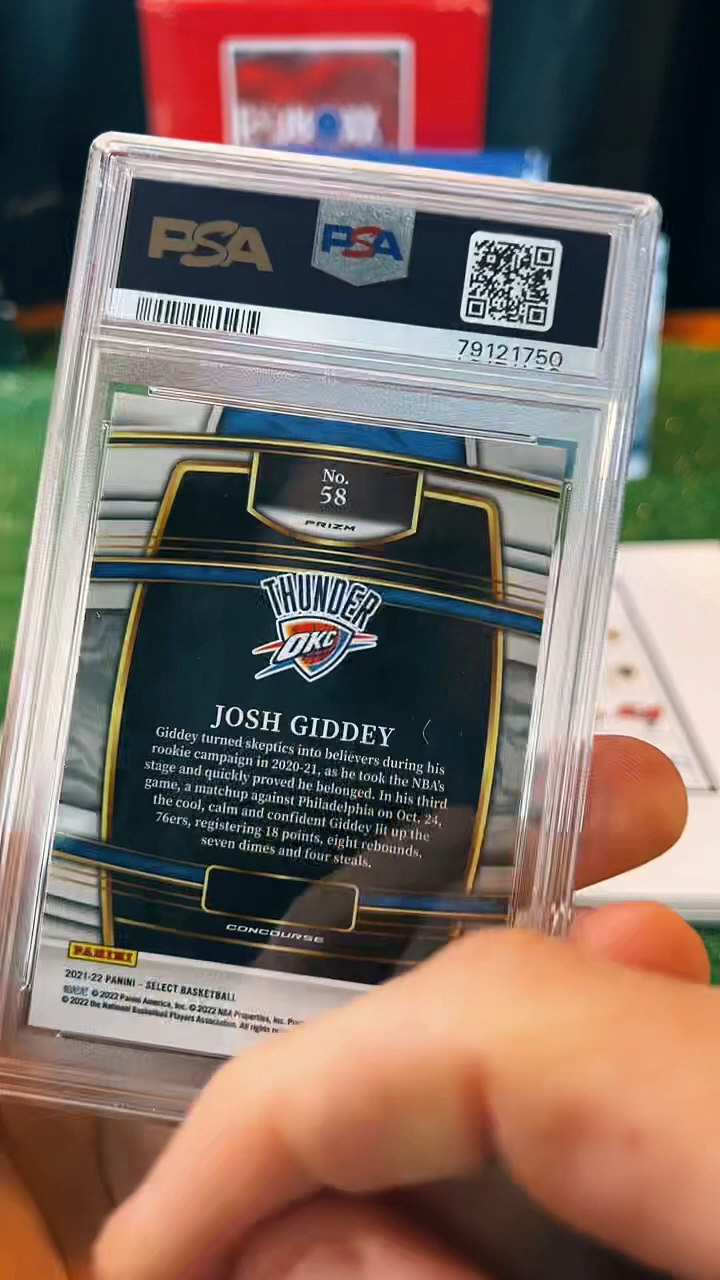 PSA PSA
79121750
No.
58
PRIZM
THUNDER
OKC
JOSH GIDDEY
Giddey turned skeptics into believers during his
rookie campaign in 2020-21, as he took the NBA's
stage and quickly proved he belonged. In his third
game, a matchup against Philadelphia on Oct. 24,
the cool, calm and confident Giddey lit up the
76ers, registering 18 points, eight rebounds,
seven dimes and four steals.
CONCOURSE
PANINI
2021-22 PANINI - SELECT BASKETBALL
© 2022 Panini America, Inc. © 2022 NBA Properties, Inc.
© 2022 the National Basketball Players Association. All rights